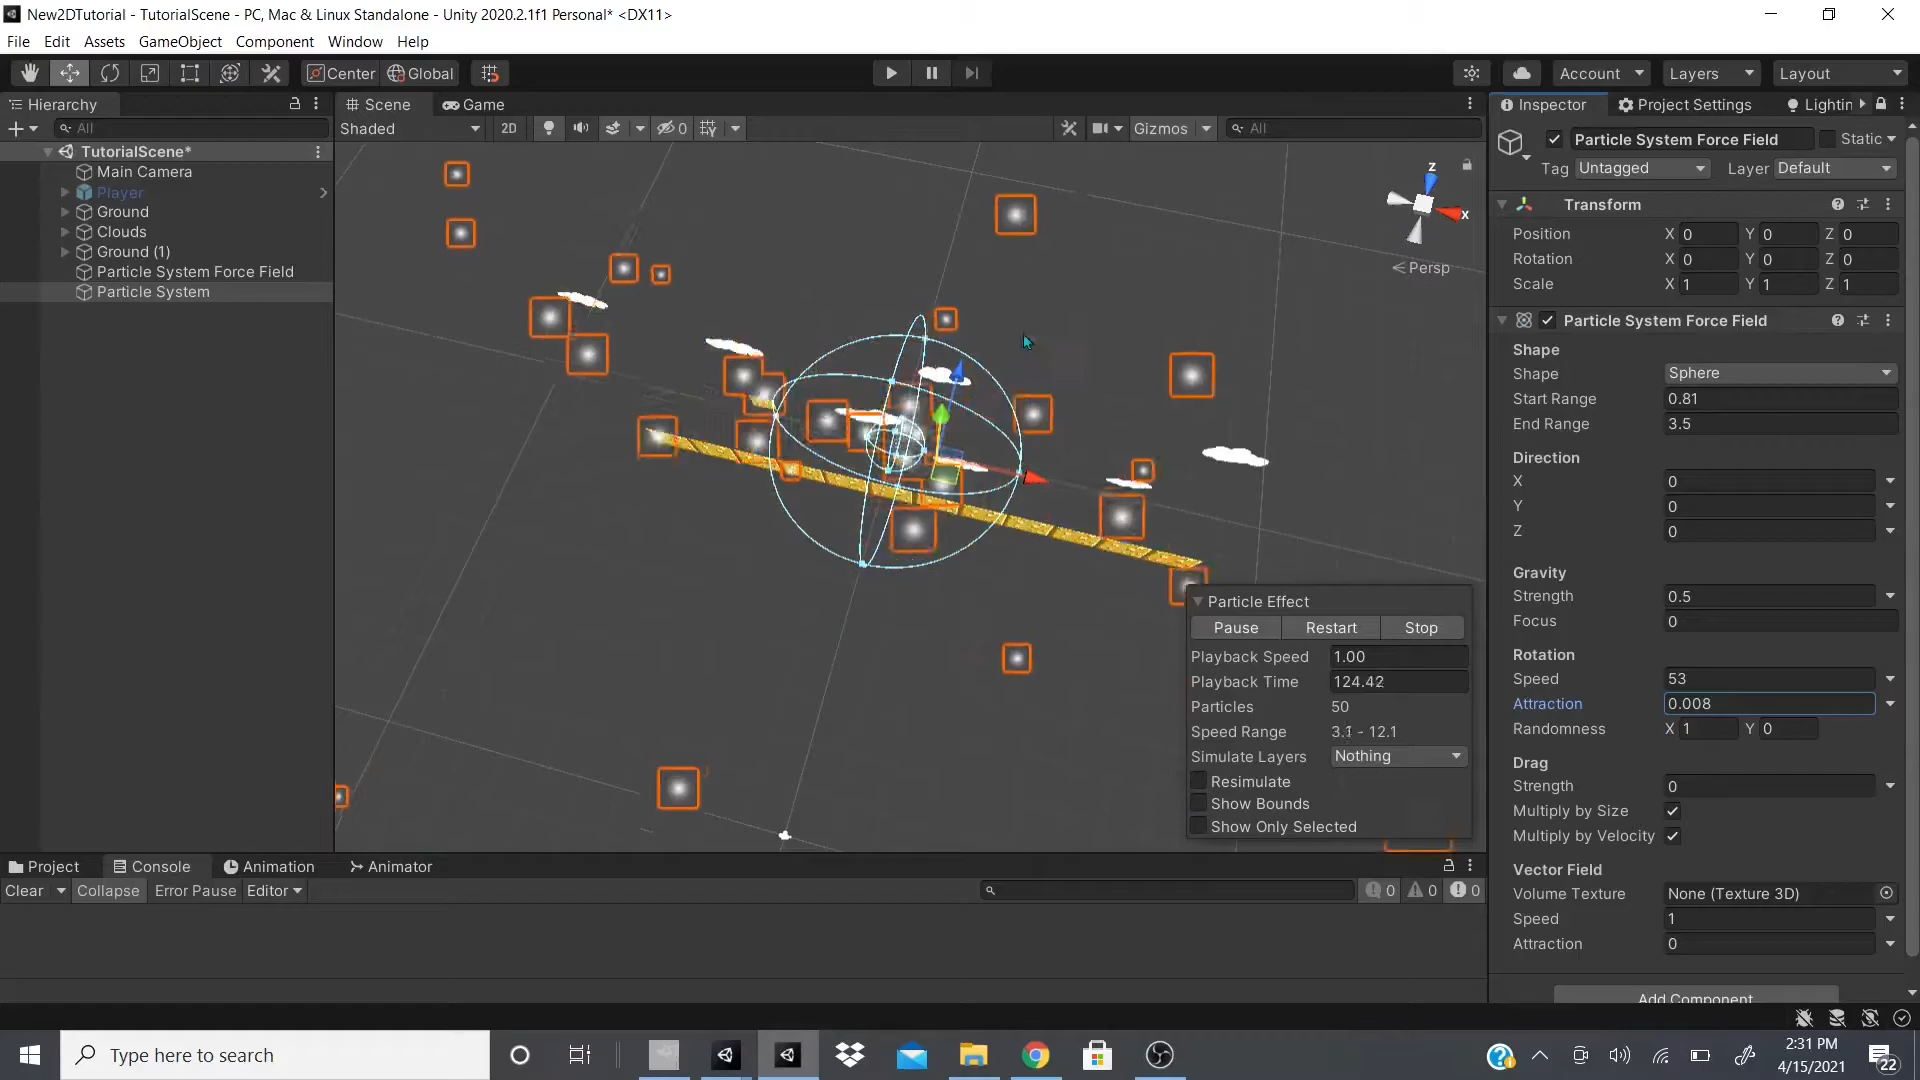 New2DTutorial - TutorialScene - PC, Mac & Linux Standalone - Unity 2020.2.1f1 Personal* <DX11>
File Edit Assets GameObject Component Window Help
Center Global Account Layers Layout
Hierarchy
All
TutorialScene*
Main Camera
Player
Ground
Clouds
Ground (1)
Particle System Force Field
Particle System
Scene Game
Shaded 2D 0 Gizmos All
z
x
Persp
Particle Effect
Pause Restart Stop
Playback Speed 1.00
Playback Time 124.42
Particles 50
Speed Range 3.1 - 12.1
Simulate Layers Nothing
Resimulate
Show Bounds
Show Only Selected
Inspector Project Settings Lightin
Particle System Force Field Static
Tag Untagged Layer Default
Transform
Position X 0 Y 0 Z 0
Rotation X 0 Y 0 Z 0
Scale X 1 Y 1 Z 1
Particle System Force Field
Shape
Shape Sphere
Start Range 0.81
End Range 3.5
Direction
X 0
Y 0
Z 0
Gravity
Strength 0.5
Focus 0
Rotation
Speed 53
Attraction 0.008
Randomness X 1 Y 0
Drag
Strength 0
Multiply by Size
Multiply by Velocity
Vector Field
Volume Texture None (Texture 3D)
Speed 1
Attraction 0
Add Component
Project Console Animation Animator
Clear Collapse Error Pause Editor 0 0 0
Type here to search
2:31 PM
4/15/2021
22